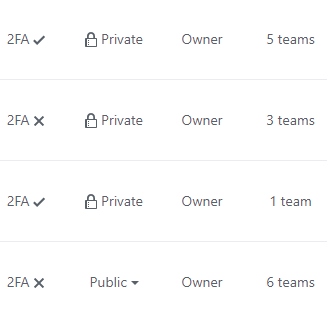 2FA ✔ Private Owner 5 teams
2FA ✖ Private Owner 3 teams
2FA ✔ Private Owner 1 team
2FA ✖ Public Owner 6 teams